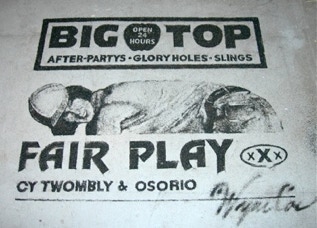 BIG OPEN 24 HOURS TOP
AFTER-PARTYS · GLORY HOLES · SLINGS
FAIR PLAY XXX
CY TWOMBLY & OSORIO